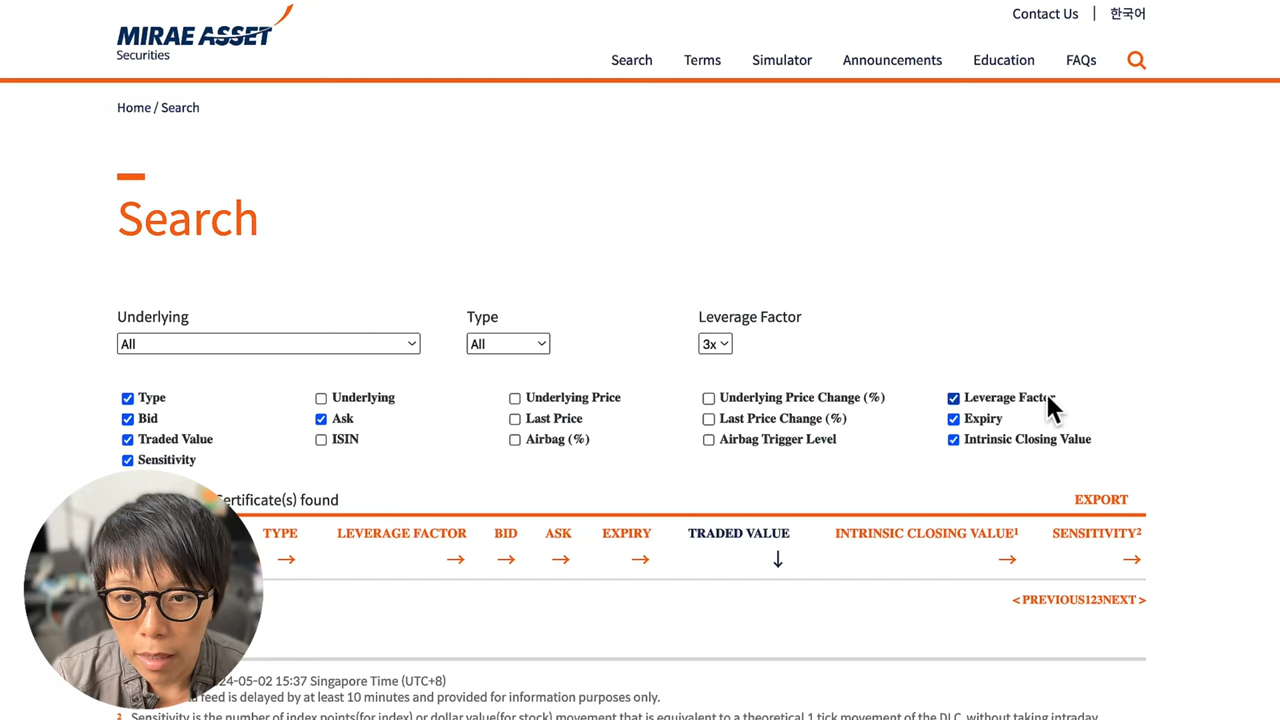 MIRAE ASSET
Securities
Contact Us | 한국어
Search Terms Simulator Announcements Education FAQs
Home / Search
Search
Underlying Type Leverage Factor
All All 3x
Type Underlying Underlying Price Underlying Price Change (%) Leverage Factor
Bid Ask Last Price Last Price Change (%) Expiry
Traded Value ISIN Airbag (%) Airbag Trigger Level Intrinsic Closing Value
Sensitivity
Certificate(s) found EXPORT
TYPE LEVERAGE FACTOR BID ASK EXPIRY TRADED VALUE INTRINSIC CLOSING VALUE¹ SENSITIVITY²
< PREVIOUS123NEXT >
24-05-02 15:37 Singapore Time (UTC+8)
feed is delayed by at least 10 minutes and provided for information purposes only.
² Sensitivity is the number of index points(for index) or dollar value(for stock) movement that is equivalent to a theoretical 1 tick movement of the DLC, without taking intraday